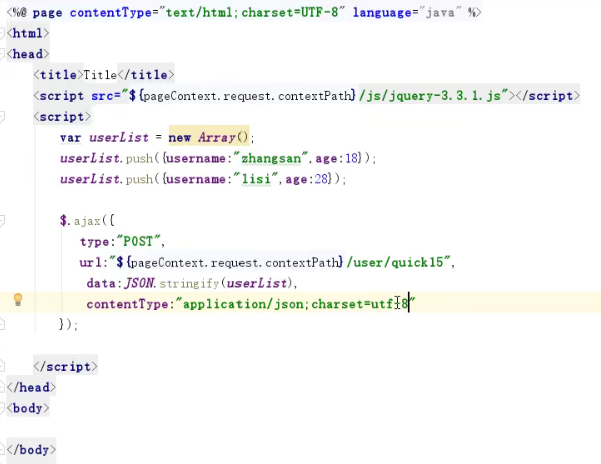 <%@ page contentType="text/html;charset=UTF-8" language="java" %>
<html>
<head>
    <title>Title</title>
    <script src="${pageContext.request.contextPath}/js/jquery-3.3.1.js"></script>
    <script>
        var userList = new Array();
        userList.push({username:"zhangsan",age:18});
        userList.push({username:"lisi",age:28});

        $.ajax({
           type:"POST",
           url:"${pageContext.request.contextPath}/user/quick15",
            data:JSON.stringify(userList),
            contentType:"application/json;charset=utf-8"
        });

    </script>
</head>
<body>

</body>